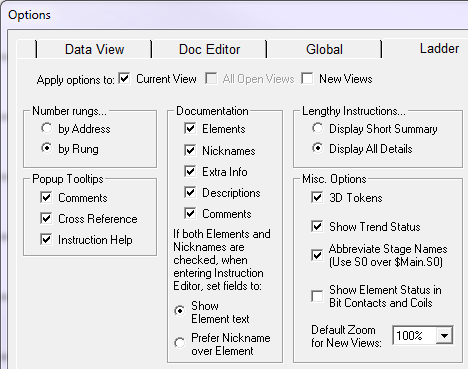 Options
Data View Doc Editor Global Ladder
Apply options to: Current View All Open Views New Views
Number rungs...
by Address
by Rung
Popup Tooltips
Comments
Cross Reference
Instruction Help
Documentation
Elements
Nicknames
Extra Info
Descriptions
Comments
If both Elements and
Nicknames are
checked, when
entering Instruction
Editor, set fields to:
Show
Element text
Prefer Nickname
over Element
Lengthy Instructions...
Display Short Summary
Display All Details
Misc. Options
3D Tokens
Show Trend Status
Abbreviate Stage Names
(Use S0 over $Main.S0)
Show Element Status in
Bit Contacts and Coils
Default Zoom
for New Views: 100%